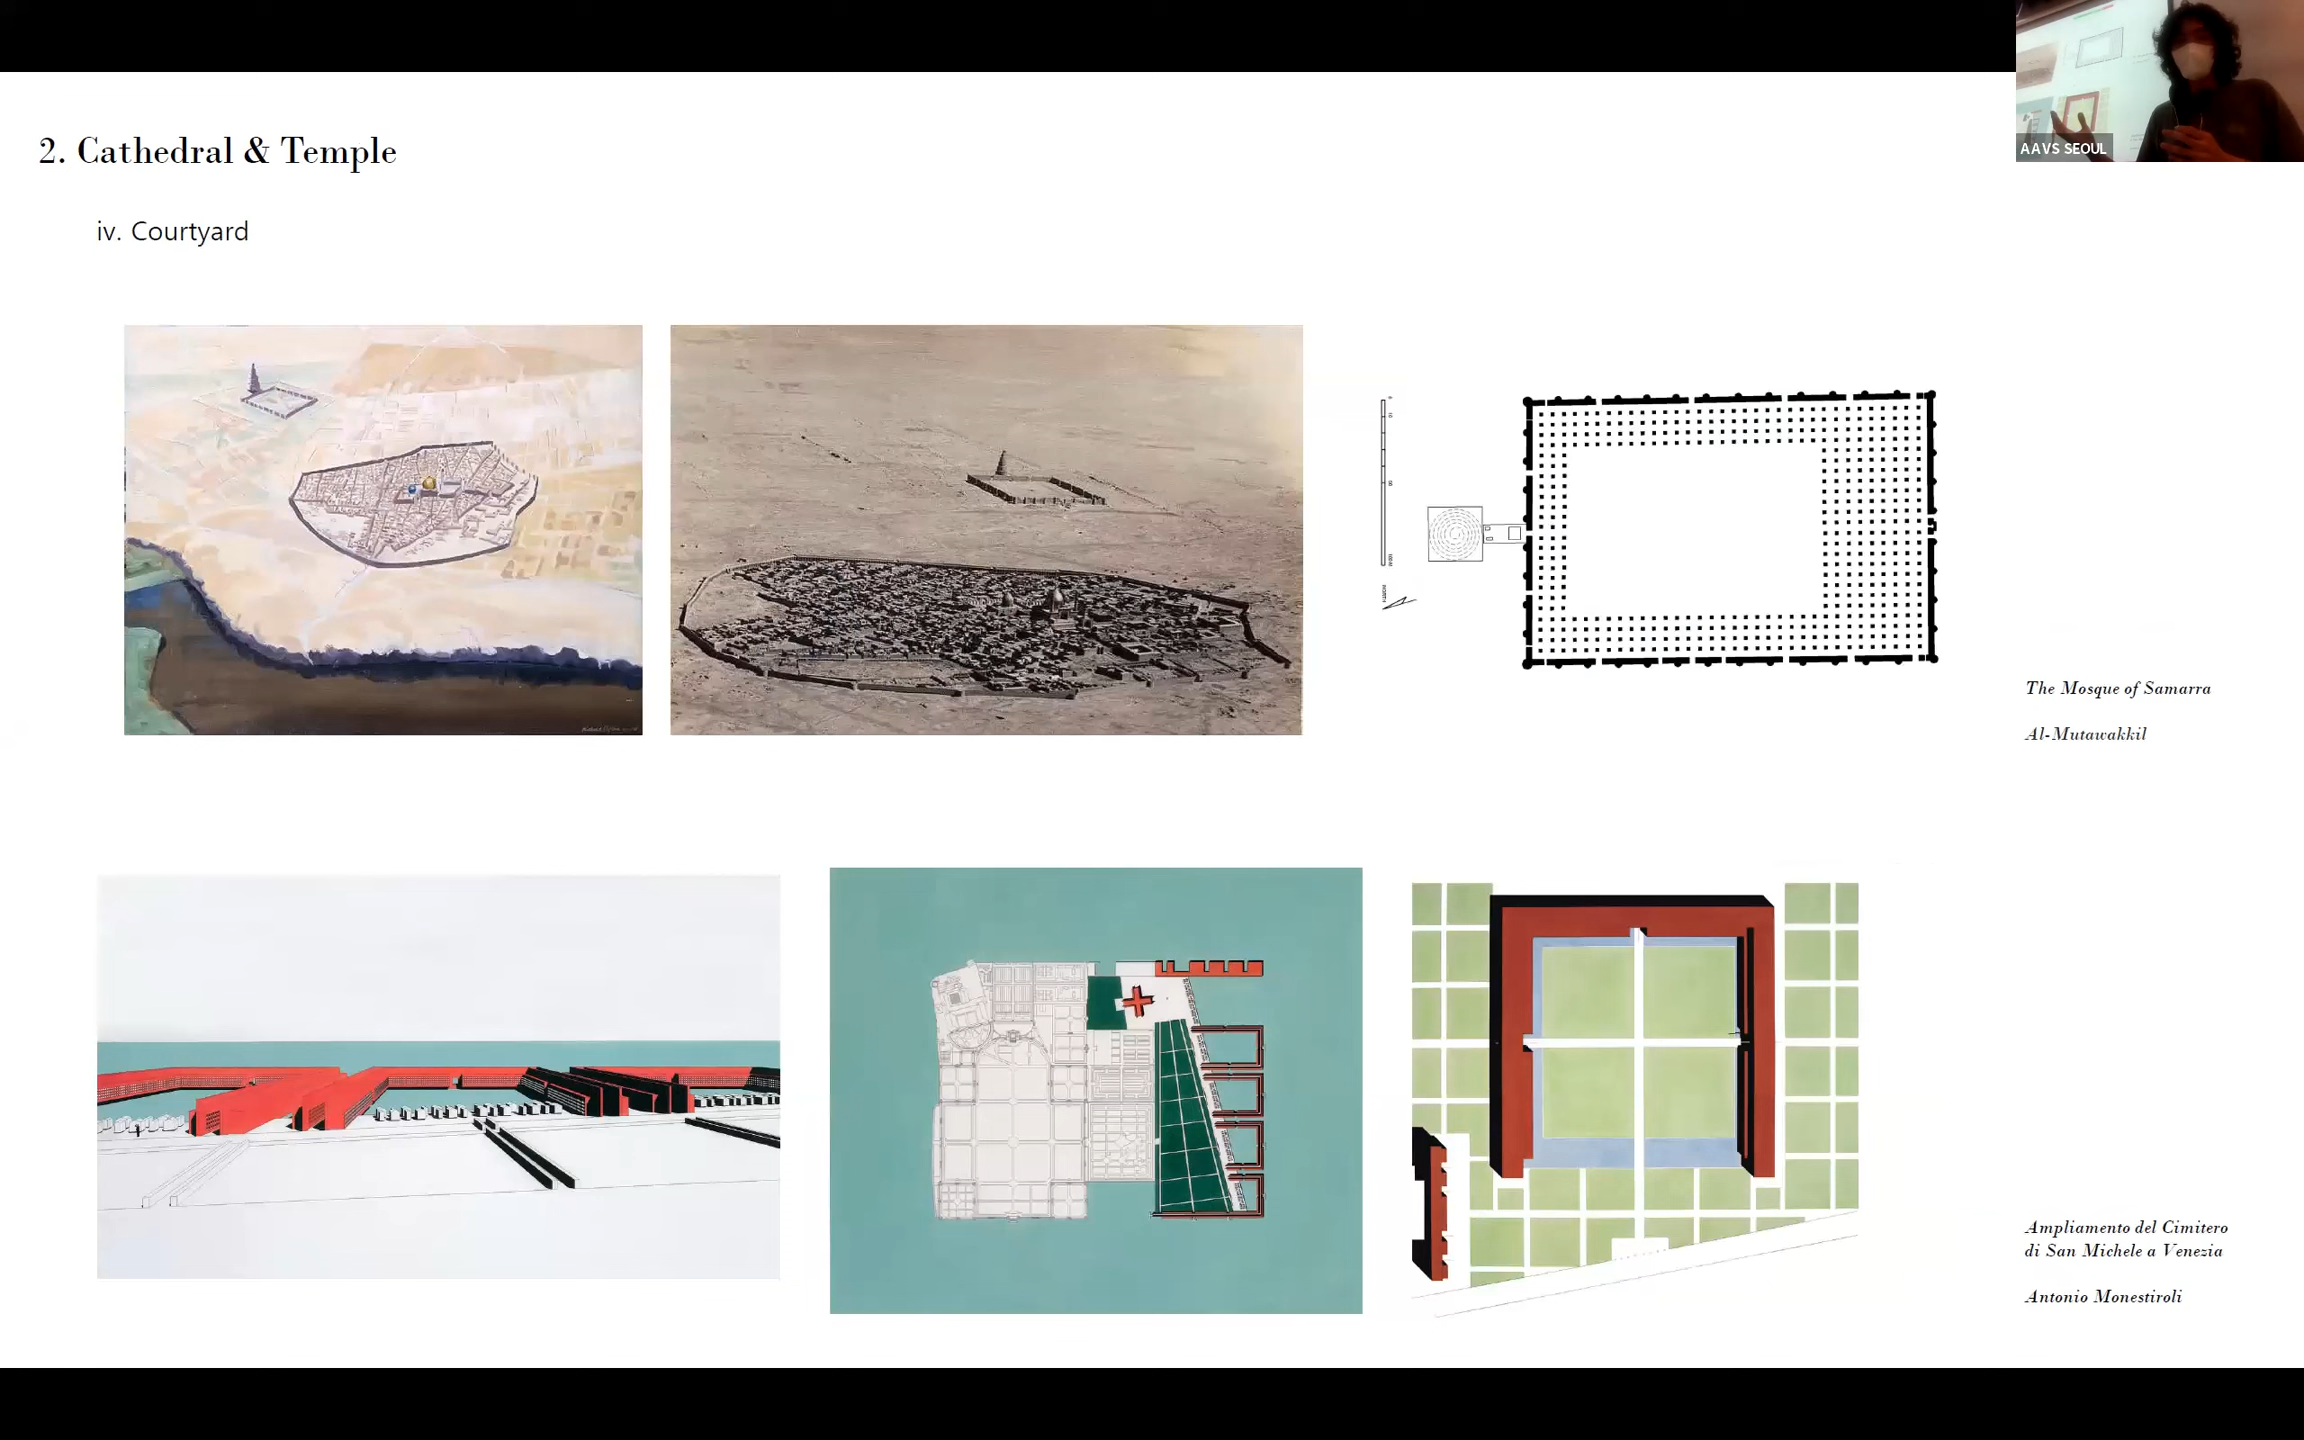 AAVS SEOUL
2. Cathedral & Temple
iv. Courtyard
The Mosque of Samarra
Al-Mutawakkil
Ampliamento del Cimitero
di San Michele a Venezia
Antonio Monestiroli